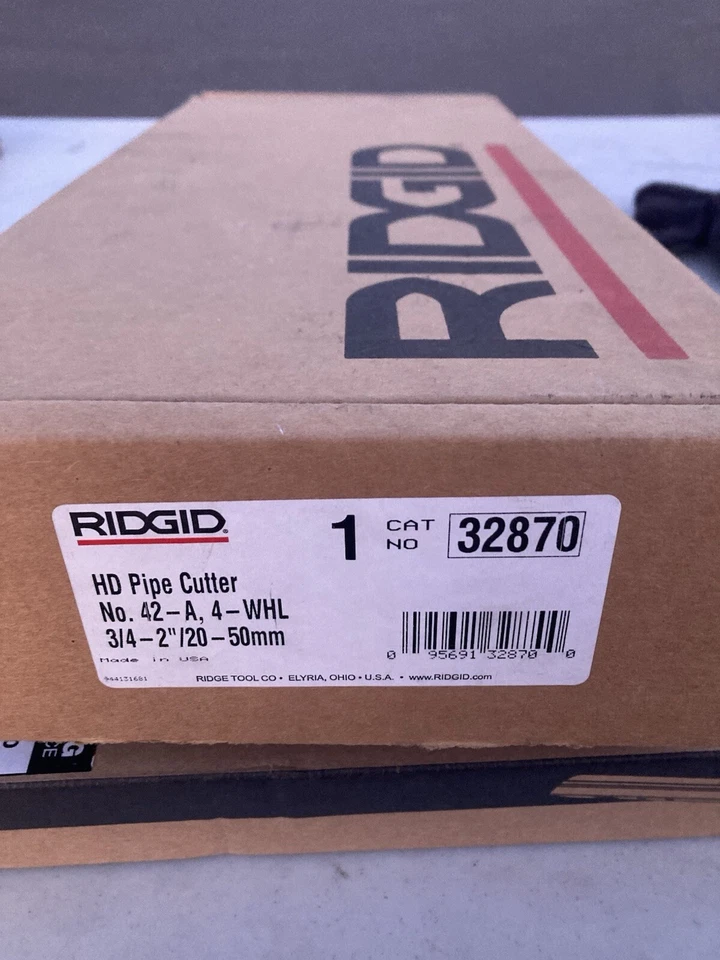 RIDGID
RIDGID®
1 CAT NO 32870
HD Pipe Cutter
No. 42-A, 4-WHL
3/4-2"/20-50mm
Made in USA
0 95691 32870 0
944131681 RIDGE TOOL CO • ELYRIA, OHIO • U.S.A. • www.RIDGID.com